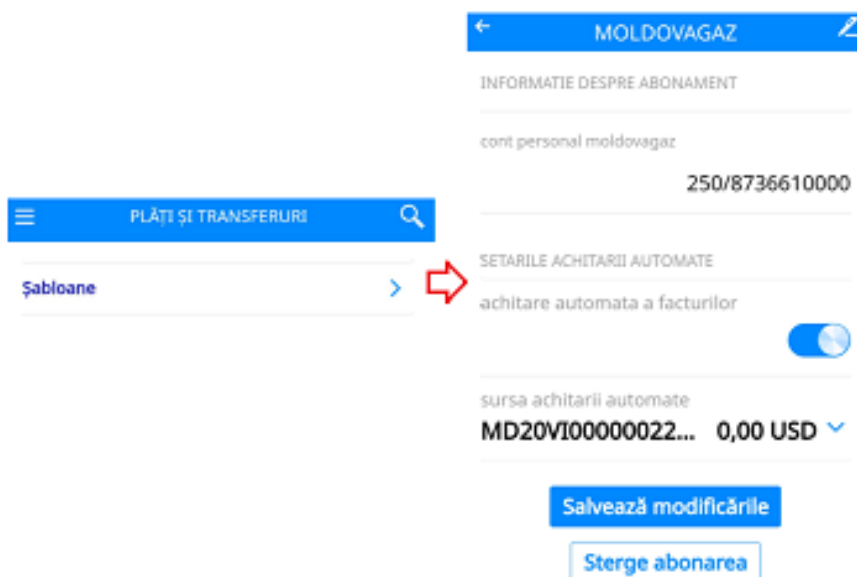 PLĂȚI ȘI TRANSFERURI
Șabloane
MOLDOVAGAZ
INFORMATIE DESPRE ABONAMENT
cont personal moldovagaz
250/8736610000
SETARILE ACHITARII AUTOMATE
achitare automata a facturilor
sursa achitarii automate
MD20VI00000022... 0,00 USD
Salvează modificările
Sterge abonarea